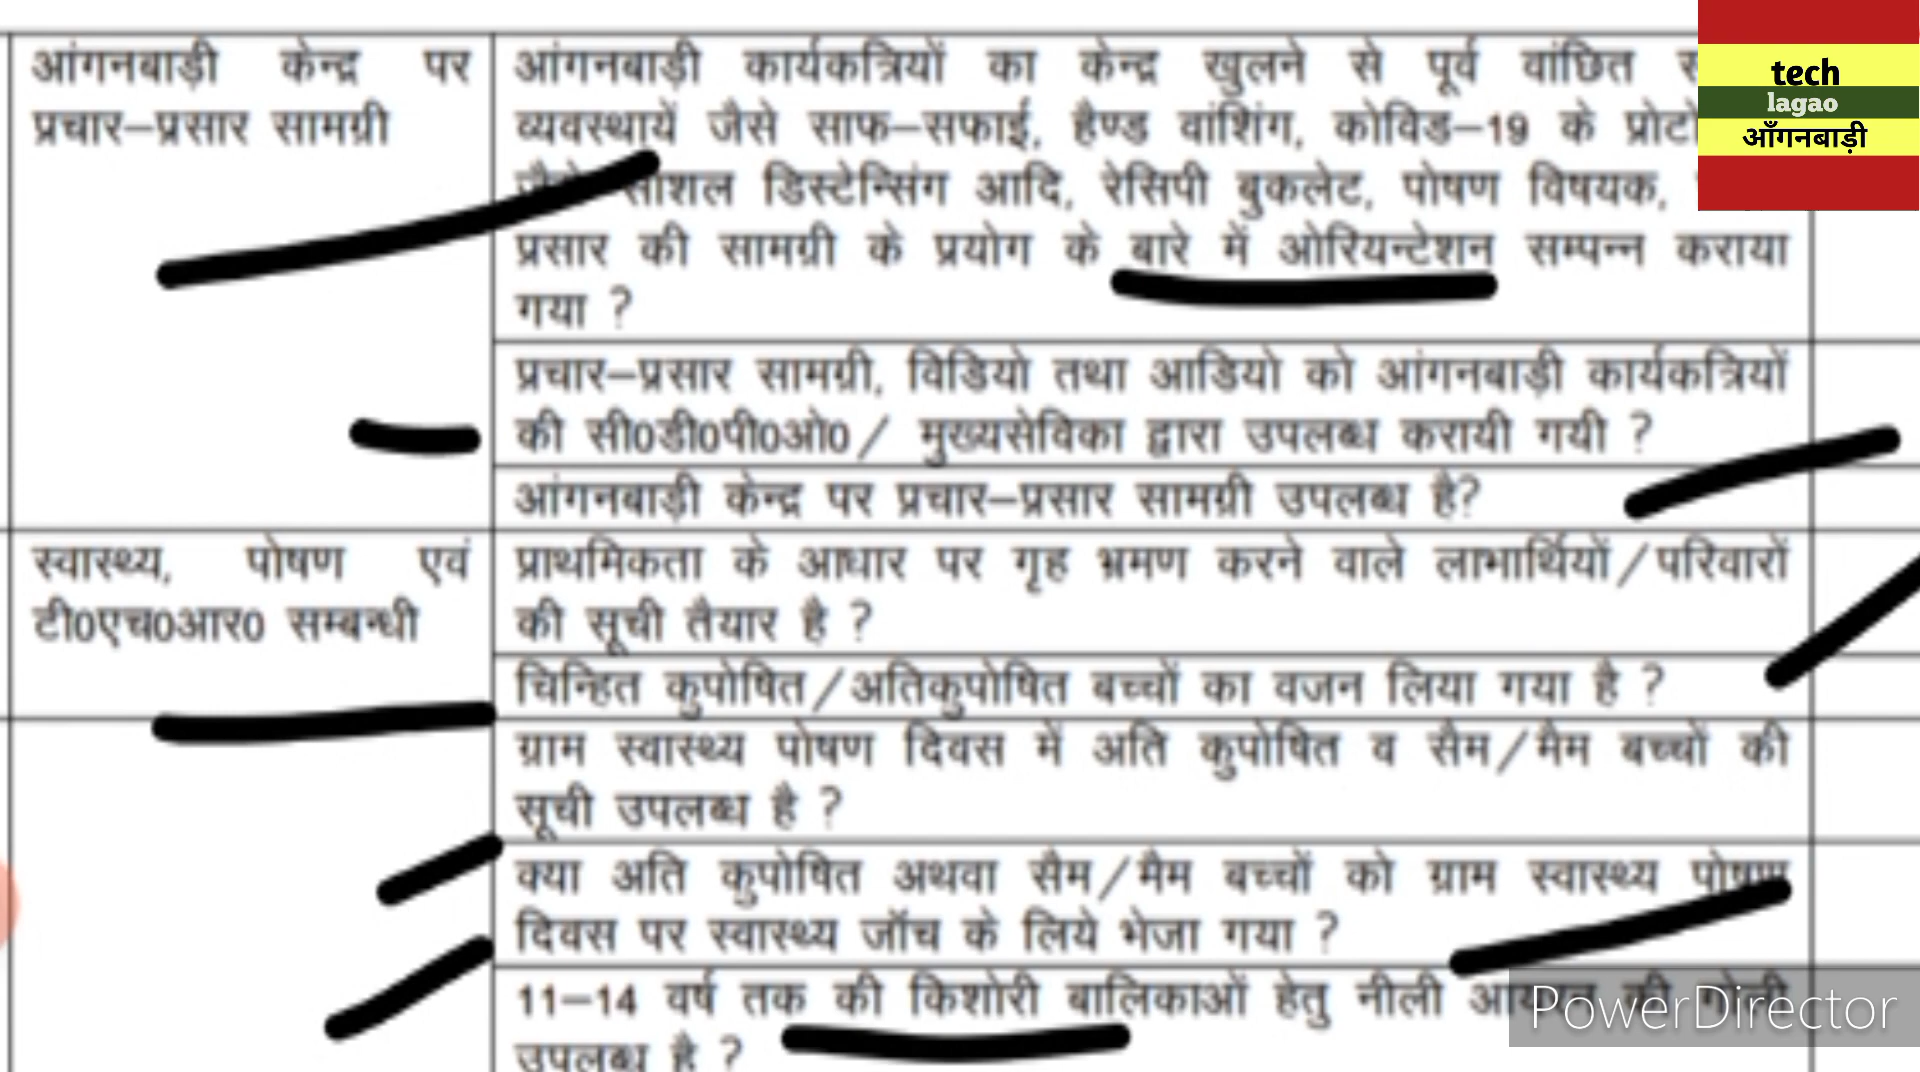 आंगनबाड़ी केन्द्र पर
प्रचार–प्रसार सामग्री
आंगनबाड़ी कार्यकत्रियों का केन्द्र खुलने से पूर्व वांछित
व्यवस्थायें जैसे साफ–सफाई, हैण्ड वांशिंग, कोविड–19 के
सोशल डिस्टेन्सिंग आदि, रेसिपी बुकलेट, पोषण विषयक,
प्रसार की सामग्री के प्रयोग के बारे में ओरियन्टेशन सम्पन्न कराया
गया ?
प्रचार–प्रसार सामग्री, विडियो तथा आडियो को आंगनबाड़ी कार्यकत्रियों
की सी0डी0पी0ओ0/ मुख्यसेविका द्वारा उपलब्ध करायी गयी ?
आंगनबाड़ी केन्द्र पर प्रचार–प्रसार सामग्री उपलब्ध है?
स्वास्थ्य, पोषण एवं
टी0एच0आर0 सम्बन्धी
प्राथमिकता के आधार पर गृह भ्रमण करने वाले लाभार्थियों/परिवारों
की सूची तैयार है ?
चिन्हित कुपोषित/अतिकुपोषित बच्चों का वजन लिया गया है ?
ग्राम स्वास्थ्य पोषण दिवस में अति कुपोषित व सैम/मैम बच्चों की
सूची उपलब्ध है ?
क्या अति कुपोषित अथवा सैम/मैम बच्चों को ग्राम स्वास्थ्य पोषण
दिवस पर स्वास्थ्य जॉच के लिये भेजा गया ?
11–14 वर्ष तक की किशोरी बालिकाओं हेतु नीली
उपलब्ध है ?
tech
lagao
आँगनबाड़ी
PowerDirector